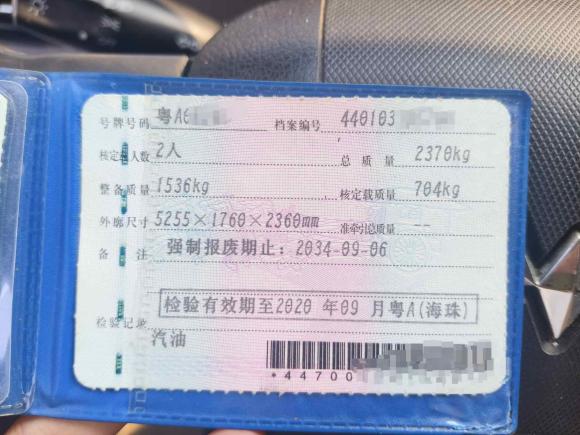 号牌号码 粤A6 档案编号 440103
核定载人数 2人 总质量 2370kg
整备质量 1536kg 核定载质量 704kg
外廓尺寸 5255×1760×2360mm 准牵引总质量 --
备注 强制报废期止：2034-09-06
检验有效期至2020 年09 月粤A(海珠)
检验记录
汽油
*44700